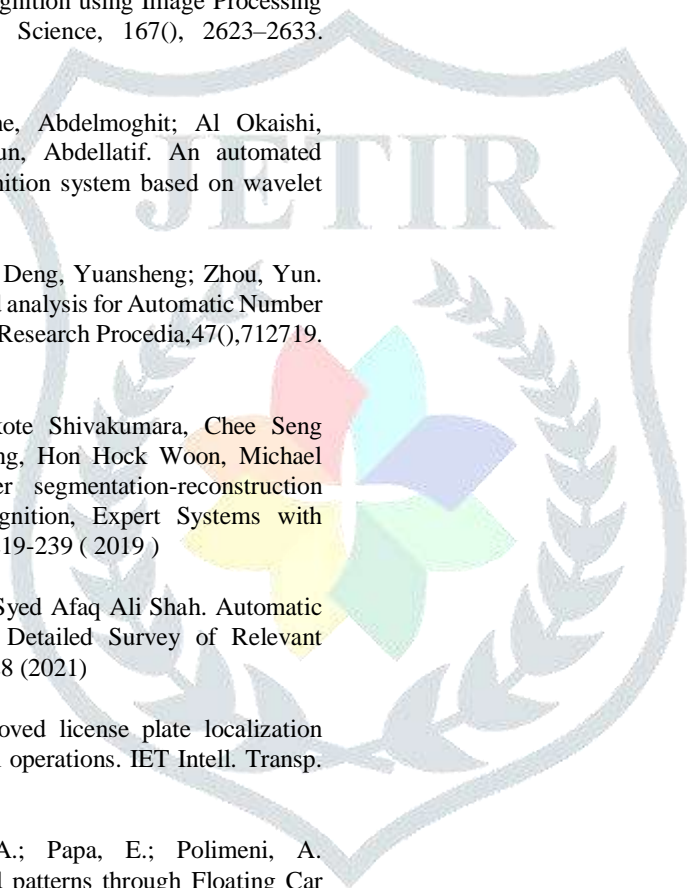 gnition using Image Processing
Science, 167(), 2623–2633.
ne, Abdelmoghit; Al Okaishi,
un, Abdellatif. An automated
nition system based on wavelet
JETIR
Deng, Yuansheng; Zhou, Yun.
l analysis for Automatic Number
Research Procedia,47(),712719.
kote Shivakumara, Chee Seng
ng, Hon Hock Woon, Michael
er segmentation-reconstruction
gnition, Expert Systems with
19-239 ( 2019 )
Syed Afaq Ali Shah. Automatic
Detailed Survey of Relevant
8 (2021)
oved license plate localization
l operations. IET Intell. Transp.
A.; Papa, E.; Polimeni, A.
l patterns through Floating Car